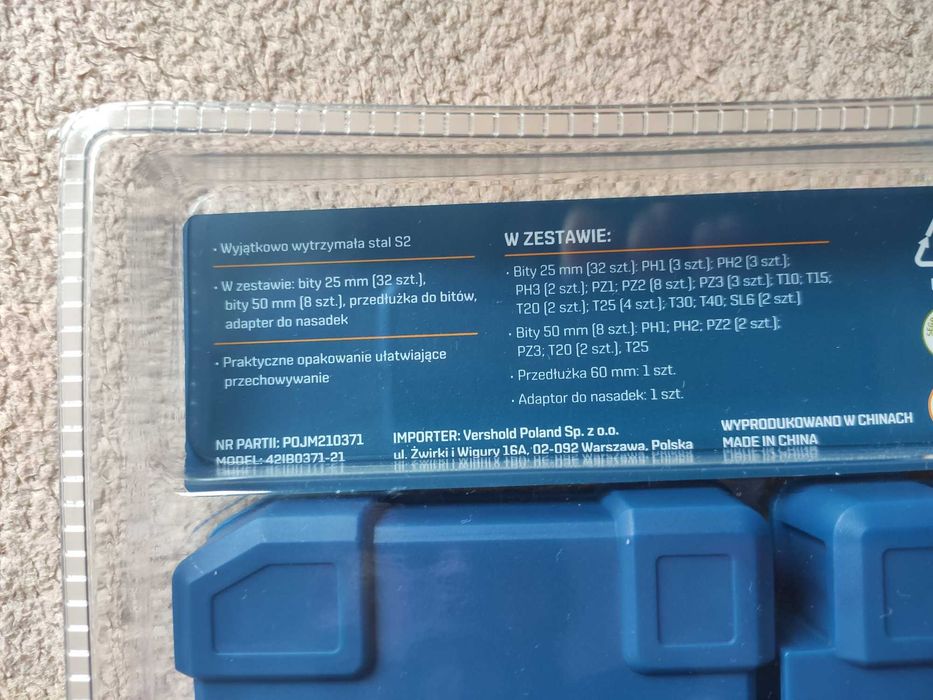 • Wyjątkowo wytrzymała stal S2
• W zestawie: bity 25 mm (32 szt.),
bity 50 mm (8 szt.), przedłużka do bitów,
adapter do nasadek
• Praktyczne opakowanie ułatwiające
przechowywanie
W ZESTAWIE:
• Bity 25 mm (32 szt.): PH1 (3 szt.); PH2 (3 szt.);
PH3 (2 szt.); PZ1; PZ2 (8 szt.); PZ3 (3 szt.); T10; T15;
T20 (2 szt.); T25 (4 szt.); T30; T40; SL6 (2 szt.)
• Bity 50 mm (8 szt.): PH1; PH2; PZ2 (2 szt.);
PZ3; T20 (2 szt.), T25
• Przedłużka 60 mm: 1 szt.
• Adaptor do nasadek: 1 szt.
NR PARTII: POJM210371
MODEL: 42IB0371-21
IMPORTER: Vershold Poland Sp. z o.o.
ul. Żwirki i Wigury 16A, 02-092 Warszawa, Polska
WYPRODUKOWANO W CHINACH
MADE IN CHINA